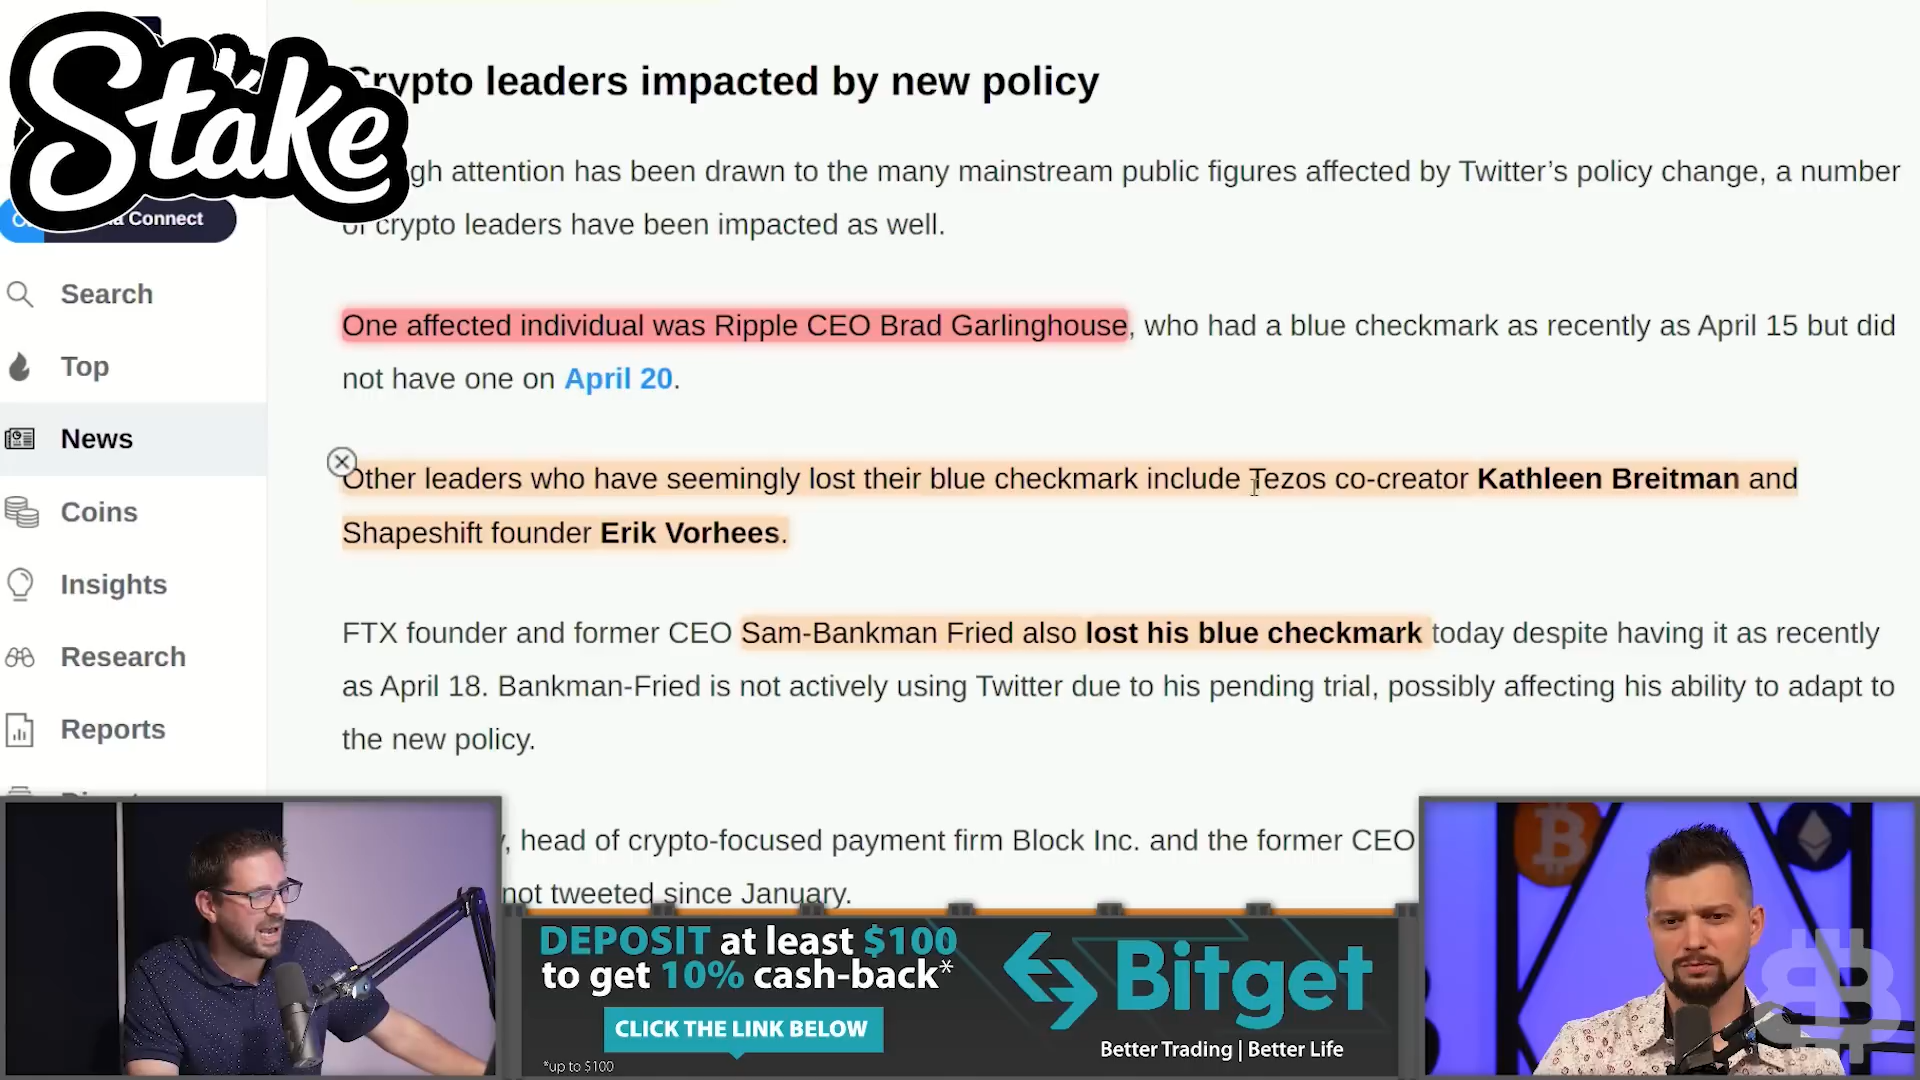 Stake
Crypto leaders impacted by new policy
gh attention has been drawn to the many mainstream public figures affected by Twitter’s policy change, a number
of crypto leaders have been impacted as well.
Connect
Search
Top
News
Coins
Insights
Research
Reports
One affected individual was Ripple CEO Brad Garlinghouse, who had a blue checkmark as recently as April 15 but did
not have one on April 20.
Other leaders who have seemingly lost their blue checkmark include Tezos co-creator Kathleen Breitman and
Shapeshift founder Erik Vorhees.
FTX founder and former CEO Sam-Bankman Fried also lost his blue checkmark today despite having it as recently
as April 18. Bankman-Fried is not actively using Twitter due to his pending trial, possibly affecting his ability to adapt to
the new policy.
, head of crypto-focused payment firm Block Inc. and the former CEO
not tweeted since January.
DEPOSIT at least $100
to get 10% cash-back*
CLICK THE LINK BELOW
*up to $100
Bitget
Better Trading | Better Life